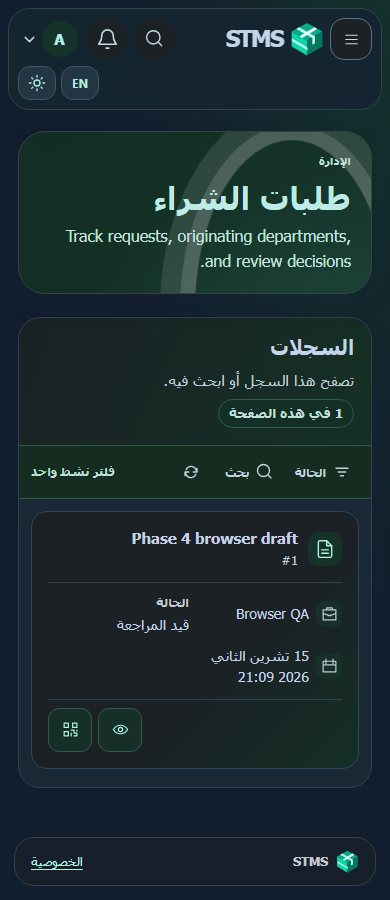 STMS
A
EN
الإدارة
طلبات الشراء
Track requests, originating departments,
and review decisions.
السجلات
تصفح هذا السجل أو ابحث فيه.
1 في هذه الصفحة
الحالة
بحث
فلتر نشط واحد
Phase 4 browser draft
#1
Browser QA
الحالة
قيد المراجعة
15 تشرين الثاني
2026 21:09
STMS
الخصوصية